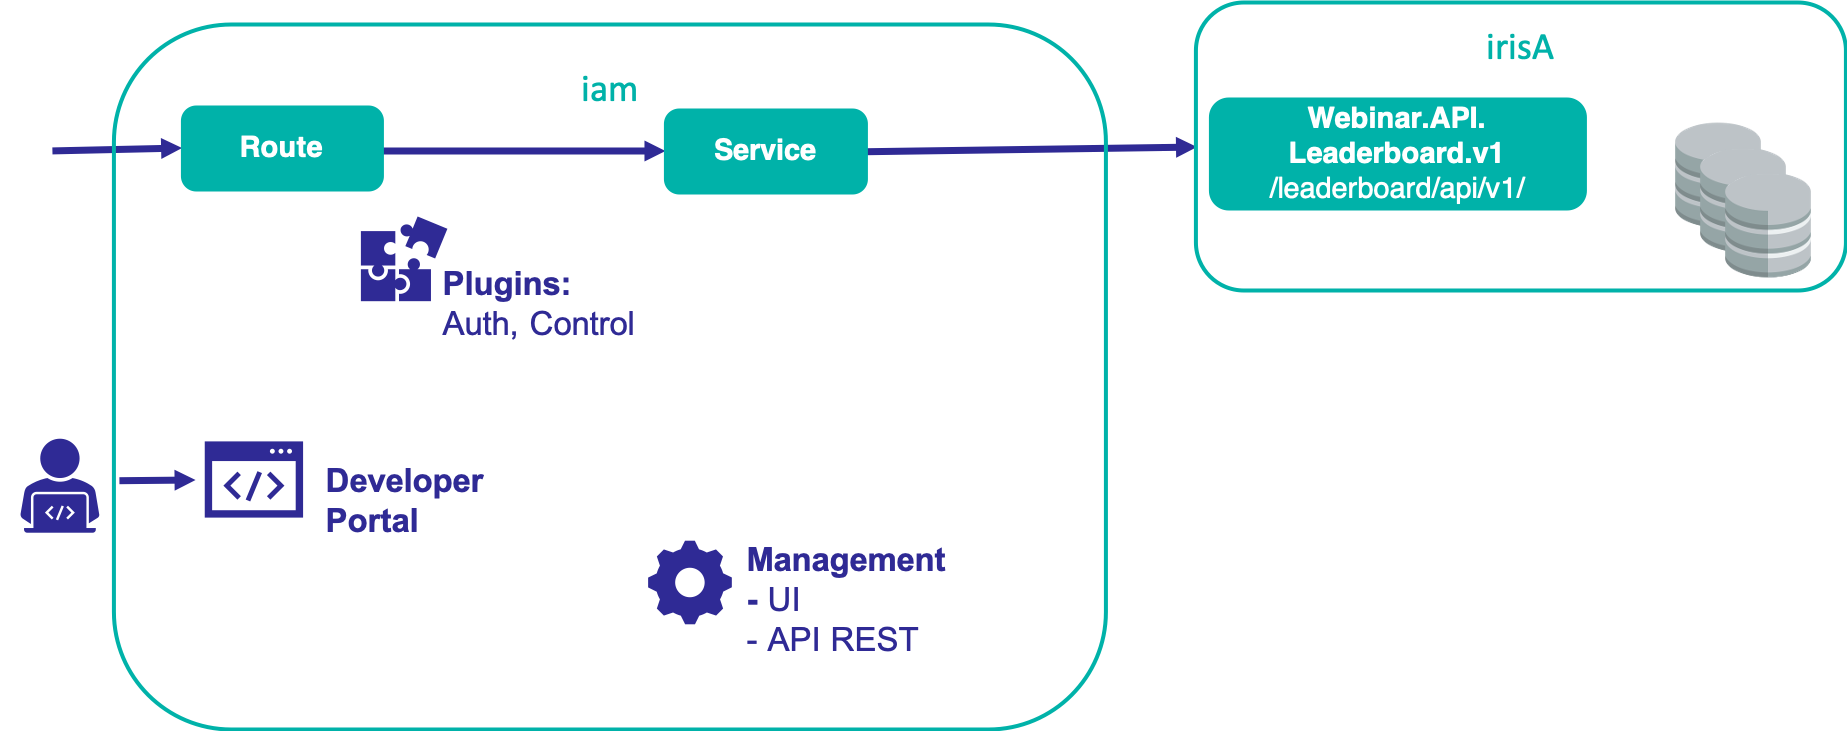 iam
irisA
Route
Service
Webinar.API.
Leaderboard.v1
/leaderboard/api/v1/
Plugins:
Auth, Control
</>
</>
Developer
Portal
Management
- UI
- API REST